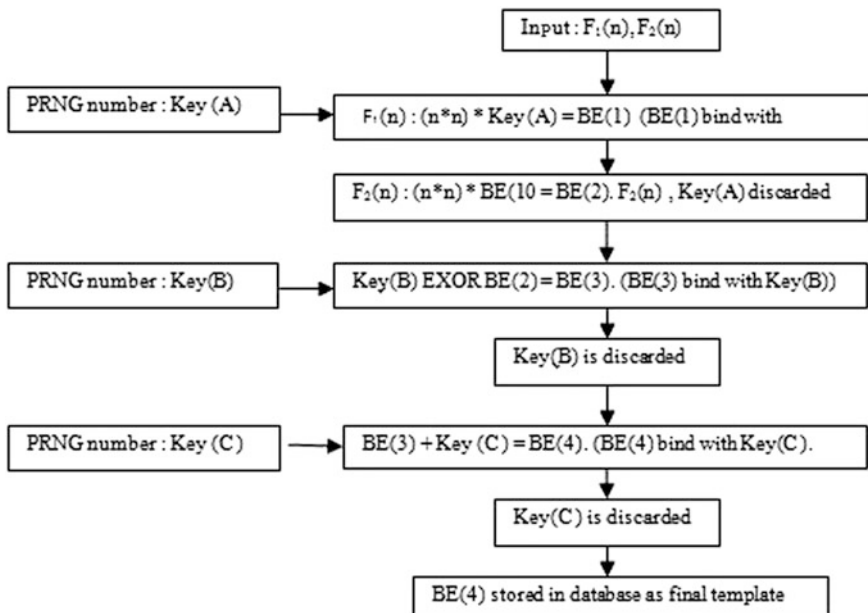 Input : F₁(n), F₂(n)
PRNG number : Key (A)
F₁(n) : (n*n) * Key (A) = BE(1) (BE(1) bind with
F₂(n) : (n*n) * BE(10 = BE(2). F₂(n) , Key(A) discarded
PRNG number : Key(B)
Key(B) EXOR BE(2) = BE(3). (BE(3) bind with Key(B))
Key(B) is discarded
PRNG number : Key (C)
BE(3) + Key (C) = BE(4). (BE(4) bind with Key(C).
Key(C) is discarded
BE(4) stored in database as final template